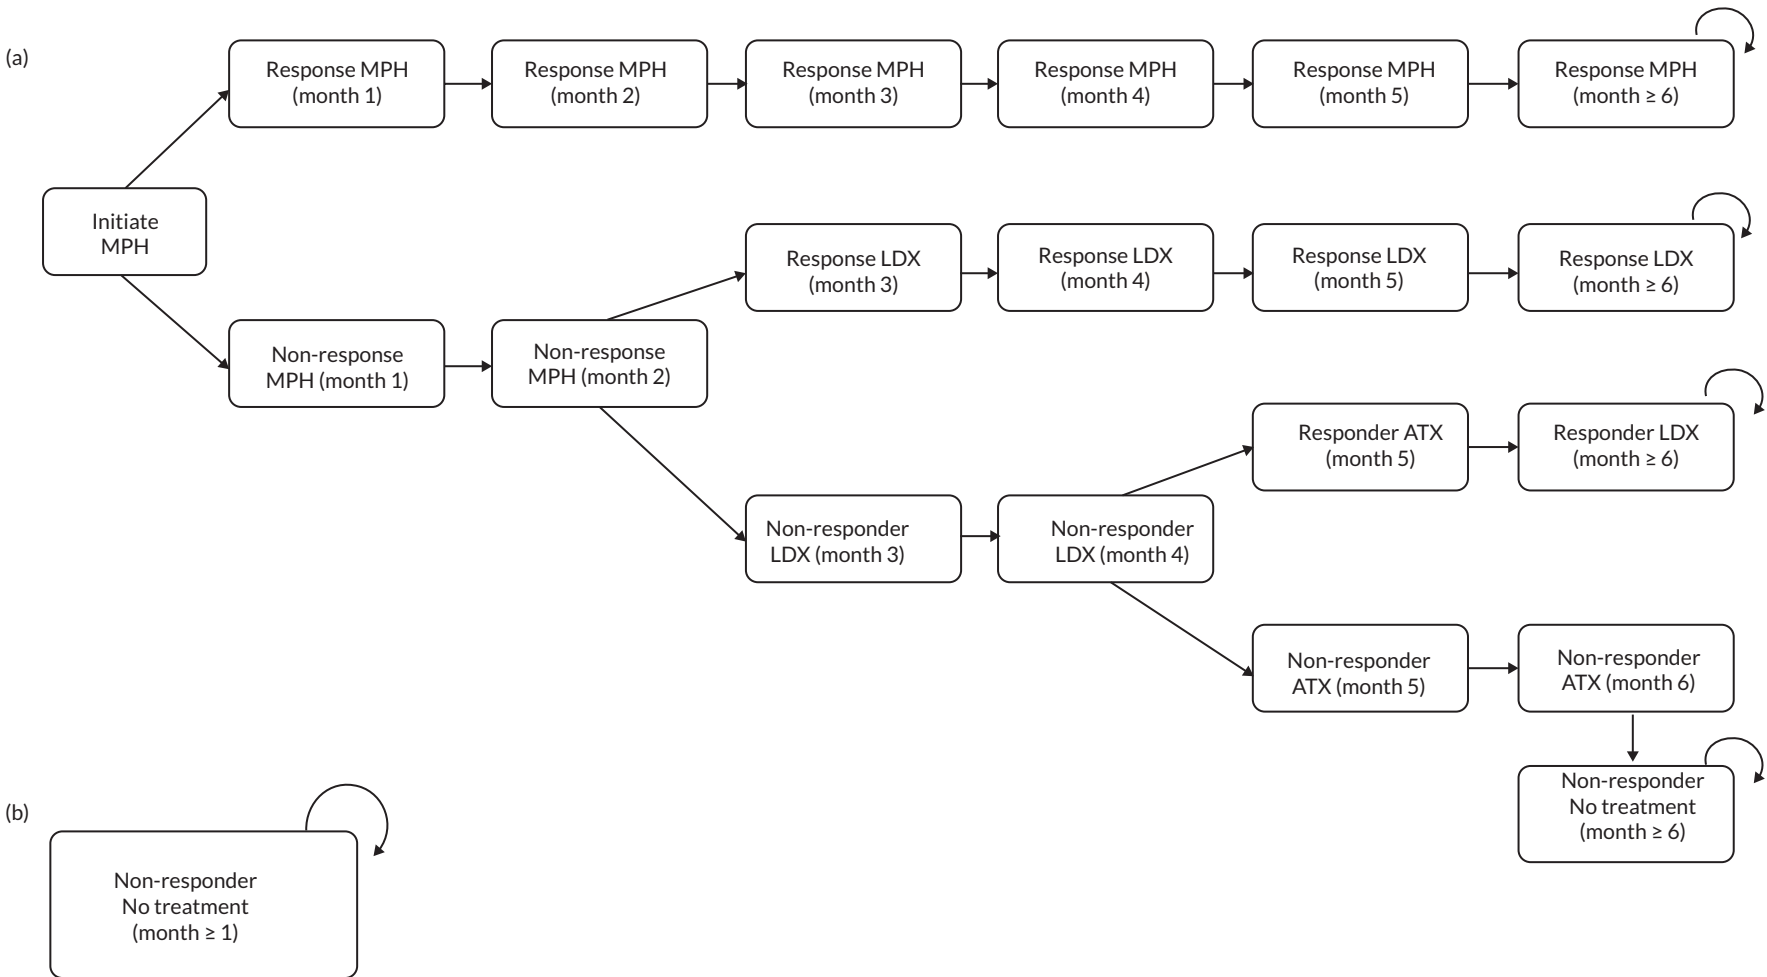 (a)
Response MPH
(month 1)
Response MPH
(month 2)
Response MPH
(month 3)
Response MPH
(month 4)
Response MPH
(month 5)
Response MPH
(month ≥ 6)
Initiate
MPH
Response LDX
(month 3)
Response LDX
(month 4)
Response LDX
(month 5)
Response LDX
(month ≥ 6)
Non-response
MPH (month 1)
Non-response
MPH (month 2)
Responder ATX
(month 5)
Responder LDX
(month ≥ 6)
Non-responder
LDX (month 3)
Non-responder
LDX (month 4)
Non-responder
ATX (month 5)
Non-responder
ATX (month 6)
Non-responder
No treatment
(month ≥ 6)
(b)
Non-responder
No treatment
(month ≥ 1)